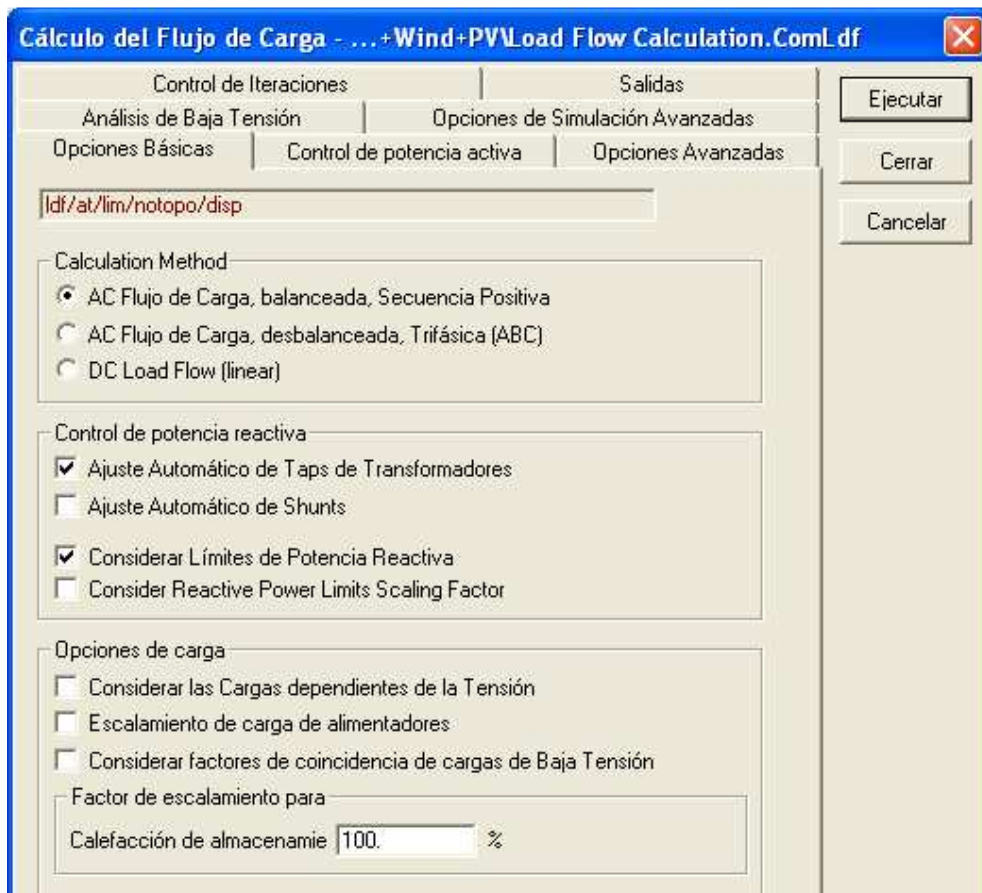 Cálculo del Flujo de Carga - ...+Wind+PV\Load Flow Calculation.ComLdf
Control de Iteraciones
Salidas
Análisis de Baja Tensión
Opciones de Simulación Avanzadas
Opciones Básicas
Control de potencia activa
Opciones Avanzadas
Ejecutar
Cerrar
Cancelar
ldf/at/lim/notopo/disp
Calculation Method
AC Flujo de Carga, balanceada, Secuencia Positiva
AC Flujo de Carga, desbalanceada, Trifásica (ABC)
DC Load Flow (linear)
Control de potencia reactiva
Ajuste Automático de Taps de Transformadores
Ajuste Automático de Shunts
Considerar Límites de Potencia Reactiva
Consider Reactive Power Limits Scaling Factor
Opciones de carga
Considerar las Cargas dependientes de la Tensión
Escalamiento de carga de alimentadores
Considerar factores de coincidencia de cargas de Baja Tensión
Factor de escalamiento para
Calefacción de almacenamie 100. %